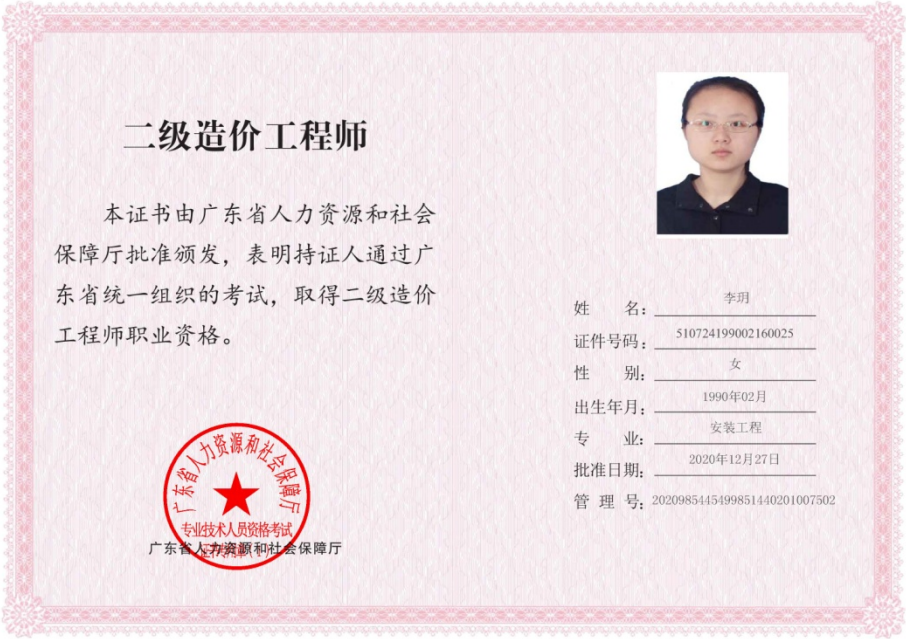 二级造价工程师
本证书由广东省人力资源和社会
保障厅批准颁发，表明持证人通过广
东省统一组织的考试，取得二级造价
工程师职业资格。
广东省人力资源和社会保障厅
专业技术人员资格考试
广东省人力资源和社会保障厅
姓 名：李玥
证件号码：510724199002160025
性 别：女
出生年月：1990年02月
专 业：安装工程
批准日期：2020年12月27日
管 理 号：2020985445499851440201007502